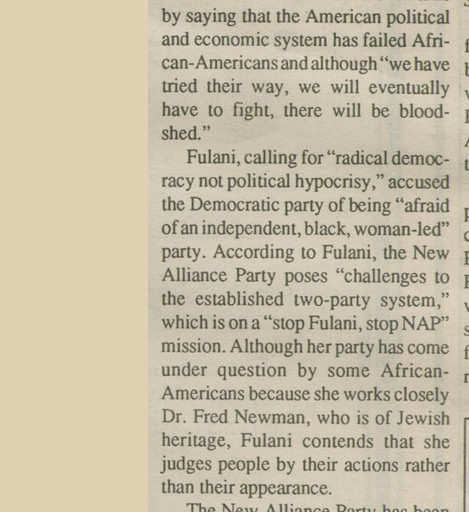 by saying that the American political
and economic system has failed Afri-
can-Americans and although “we have
tried their way, we will eventually
have to fight, there will be blood-
shed.”
Fulani, calling for “radical democ-
racy not political hypocrisy,” accused
the Democratic party of being “afraid
of an independent, black, woman-led”
party. According to Fulani, the New
Alliance Party poses “challenges to
the established two-party system,”
which is on a “stop Fulani, stop NAP”
mission. Although her party has come
under question by some African-
Americans because she works closely
Dr. Fred Newman, who is of Jewish
heritage, Fulani contends that she
judges people by their actions rather
than their appearance.
The New Alliance Party has been